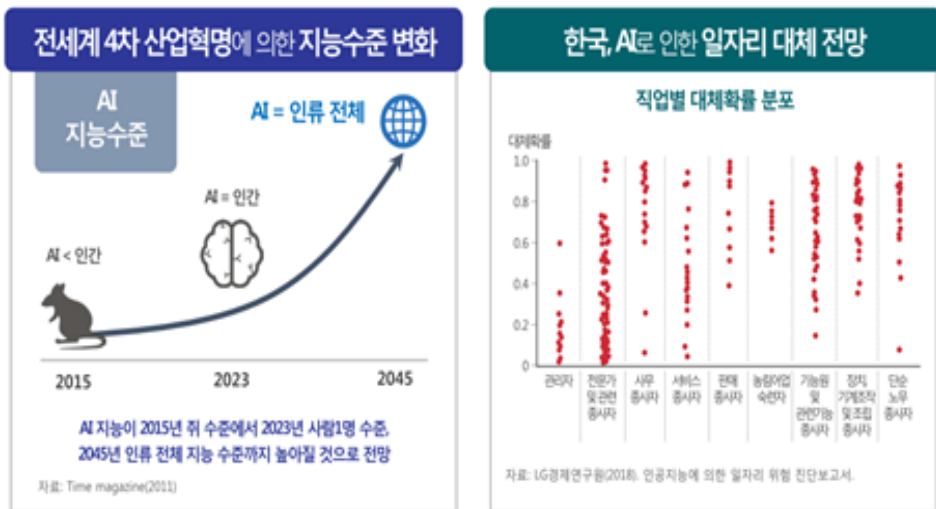 전세계 4차 산업혁명에 의한 지능수준 변화
AI
지능수준
AI = 인류 전체
AI = 인간
AI < 인간
2015
2023
2045
AI 지능이 2015년 쥐 수준에서 2023년 사람1명 수준,
2045년 인류 전체 지능 수준까지 높아질 것으로 전망
자료: Time magazine(2011)
한국, AI로 인한 일자리 대체 전망
직업별 대체확률 분포
대체확률
1.0
0.8
0.6
0.4
0.2
0
관리자
전문가
및 관련
종사자
사무
종사자
서비스
종사자
판매
종사자
농림어업
숙련자
기능원
및
관련기능
종사자
장치,
기계조작
및 조립
종사자
단순
노무
종사자
자료: LG경제연구원(2018). 인공지능에 의한 일자리 위험 진단보고서.